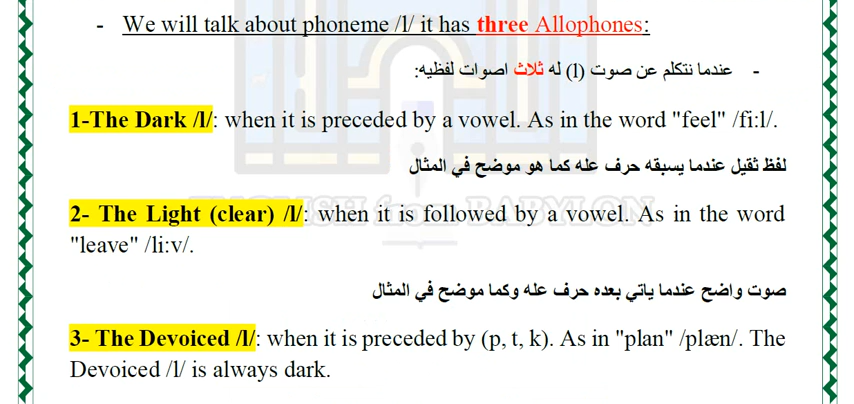 - We will talk about phoneme /l/ it has three Allophones:
- عندما نتكلم عن صوت (l) له ثلاث اصوات لفظيه:
1-The Dark /l/: when it is preceded by a vowel. As in the word "feel" /fi:l/.
لفظ ثقيل عندما يسبقه حرف عله كما هو موضح في المثال
2- The Light (clear) /l/: when it is followed by a vowel. As in the word
"leave" /li:v/.
صوت واضح عندما ياتي بعده حرف عله وكما موضح في المثال
3- The Devoiced /l/: when it is preceded by (p, t, k). As in "plan" /plæn/. The
Devoiced /l/ is always dark.
ENGLISH from BABYLON